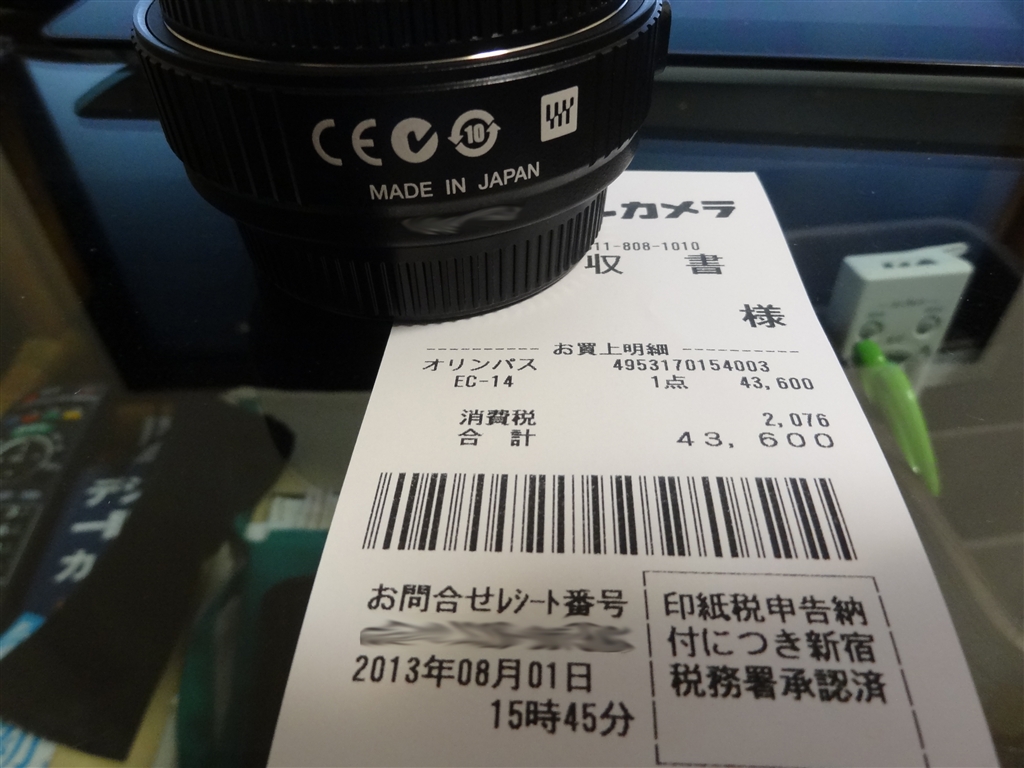 CE 10
MADE IN JAPAN
ーカメラ
11-808-1010
収 書
様
---------- お買上明細 ----------
オリンパス 4953170154003
EC-14 1点 43,600
消費税 2,076
合 計 43,600
お問合せレシート番号
2013年08月01日
15時45分
印紙税申告納
付につき新宿
税務署承認済
デジ
カ